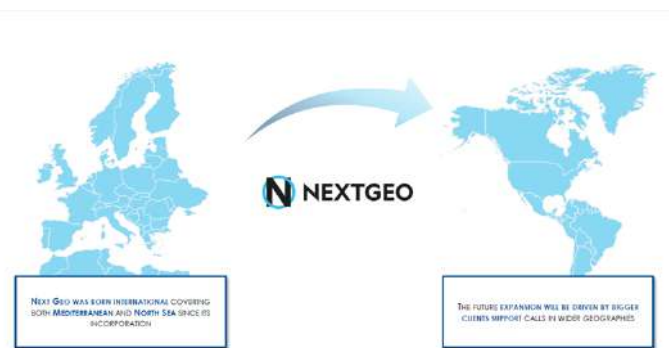 NEXTGEO
NEXT GEO WAS BORN INTERNATIONAL COVERING
BOTH MEDITERRANEAN AND NORTH SEA SINCE ITS
INCORPORATION
THE FUTURE EXPANSION WILL BE DRIVEN BY BIGGER
CLIENTS SUPPORT CALLS IN WIDER GEOGRAPHIES